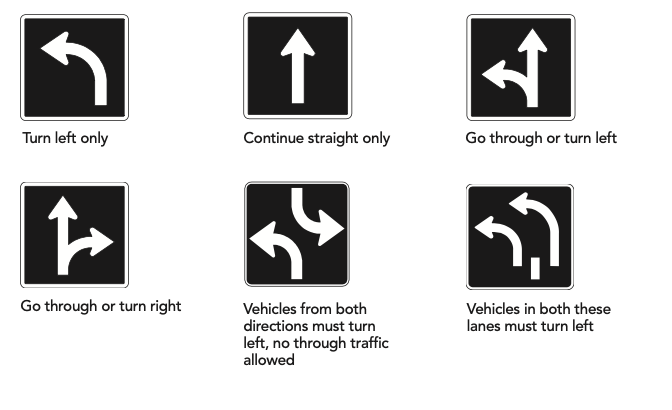 Turn left only
Continue straight only
Go through or turn left
Go through or turn right
Vehicles from both
directions must turn
left, no through traffic
allowed
Vehicles in both these
lanes must turn left